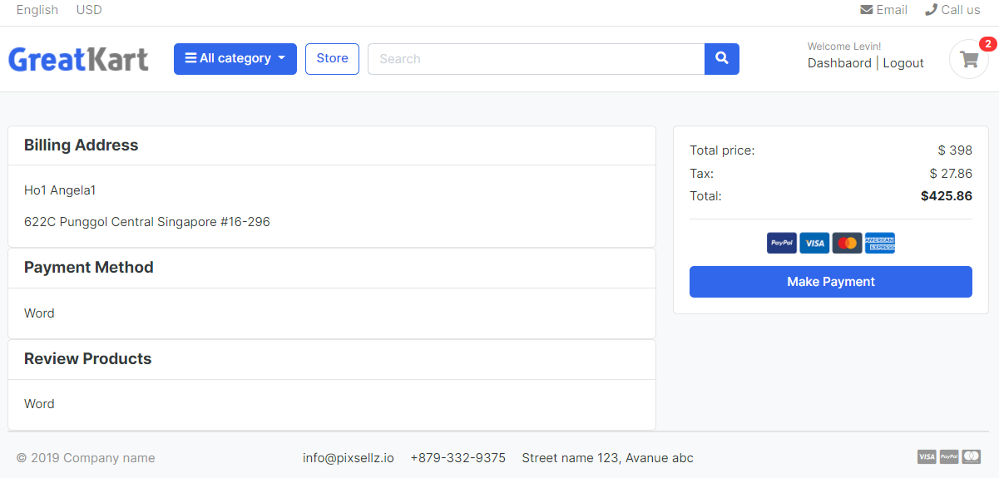 English USD Email Call us
GreatKart All category Store Search Welcome Levin! 2
Dashbaord | Logout
Billing Address
Ho1 Angela1
622C Punggol Central Singapore #16-296
Payment Method
Word
Review Products
Word
Total price: $ 398
Tax: $ 27.86
Total: $425.86
PayPal VISA AMERICAN EXPRESS
Make Payment
© 2019 Company name info@pixsellz.io +879-332-9375 Street name 123, Avanue abc VISA PayPal